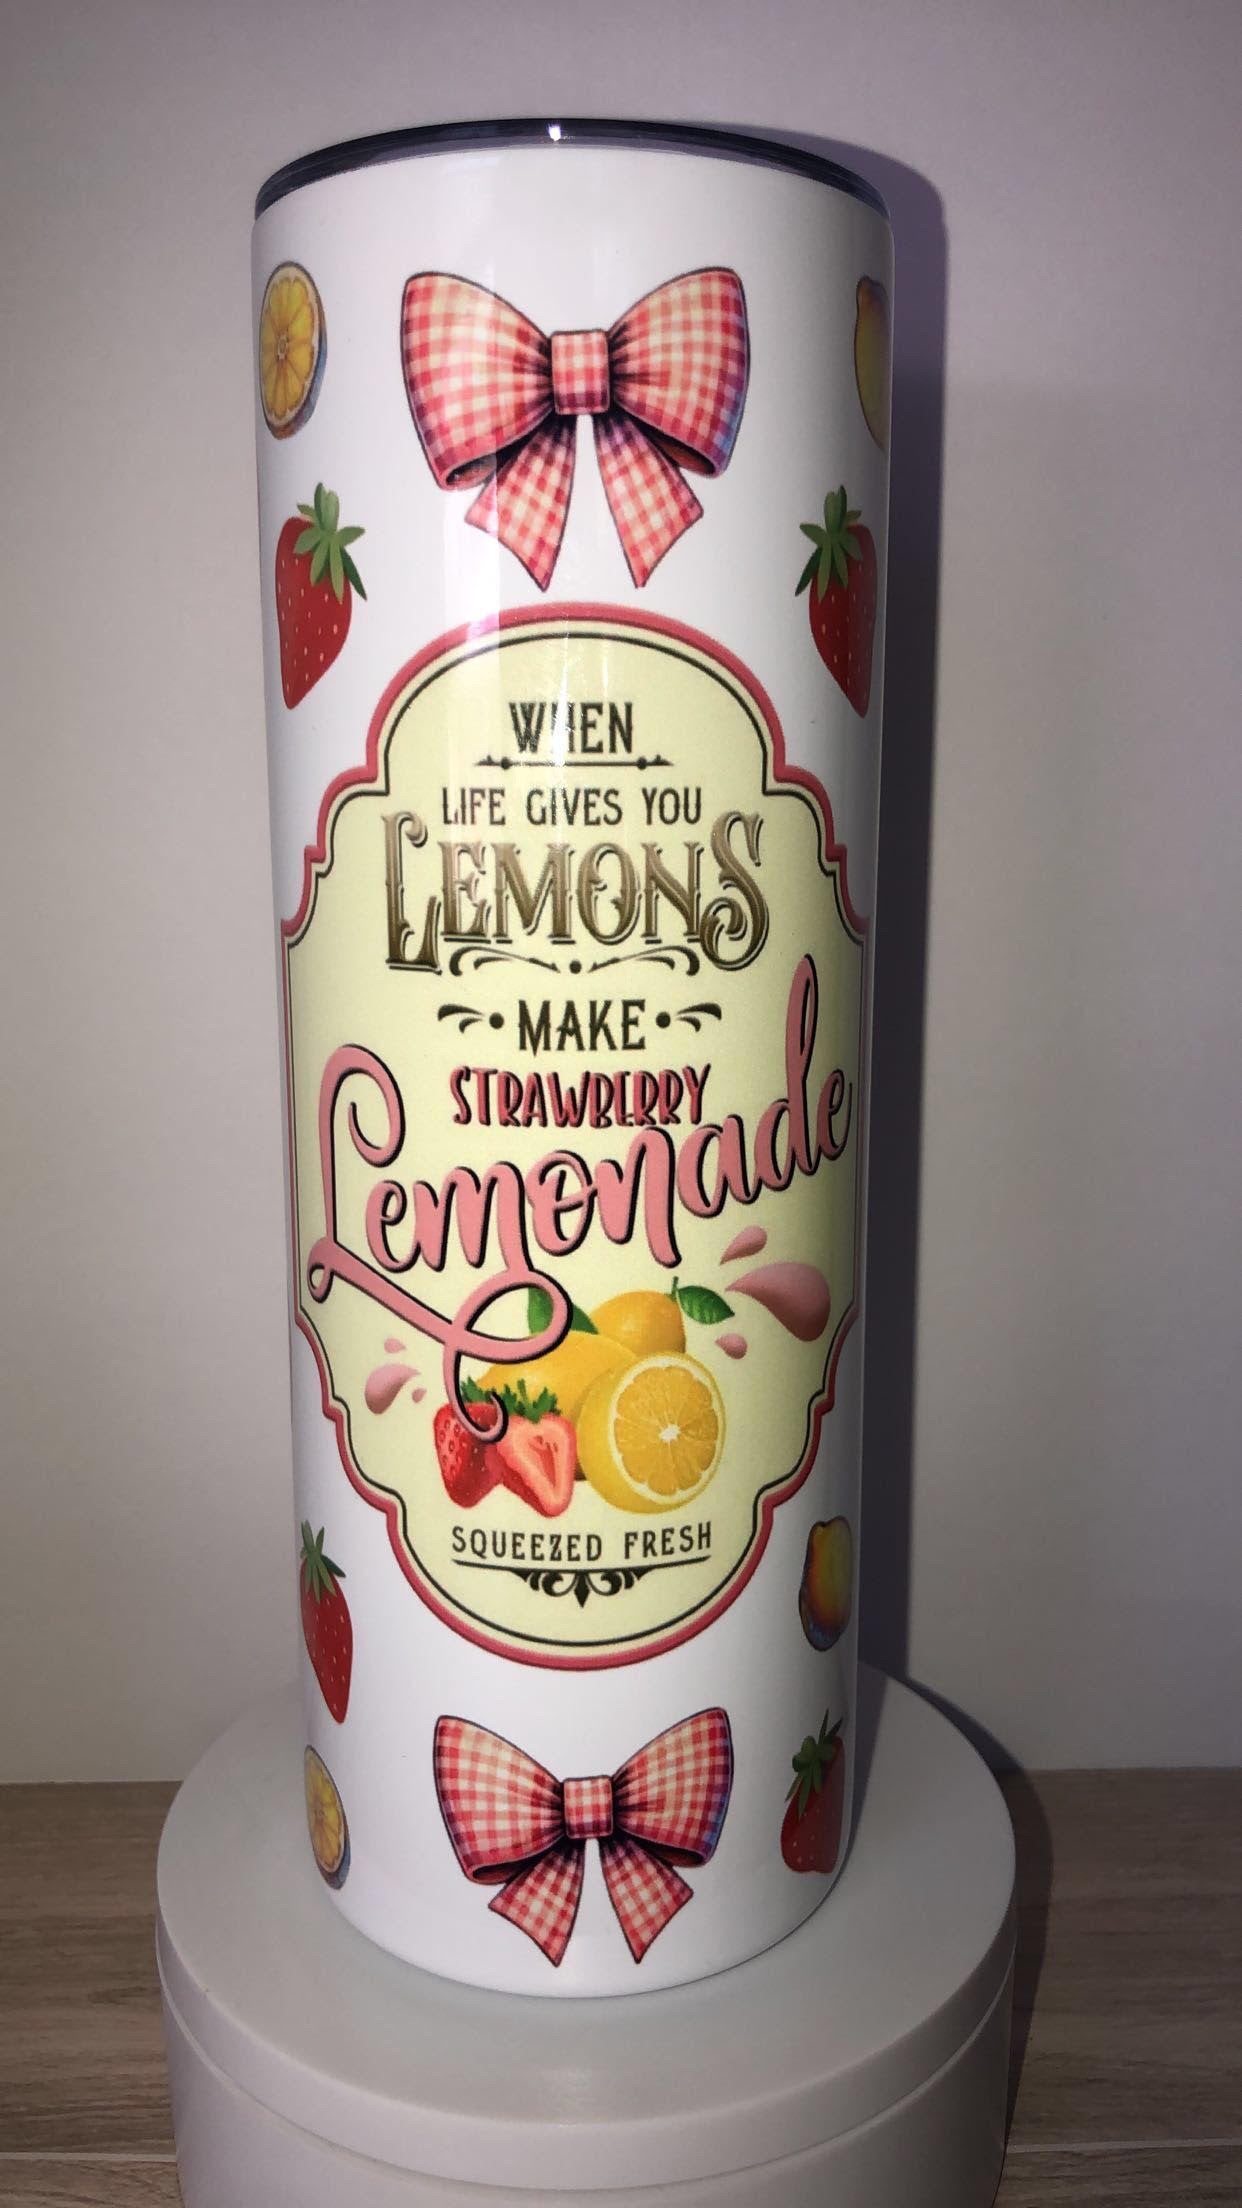 WHEN
LIFE GIVES YOU
LEMONS
MAKE
STRAWBERRY
Lemonade
SQUEEZED FRESH